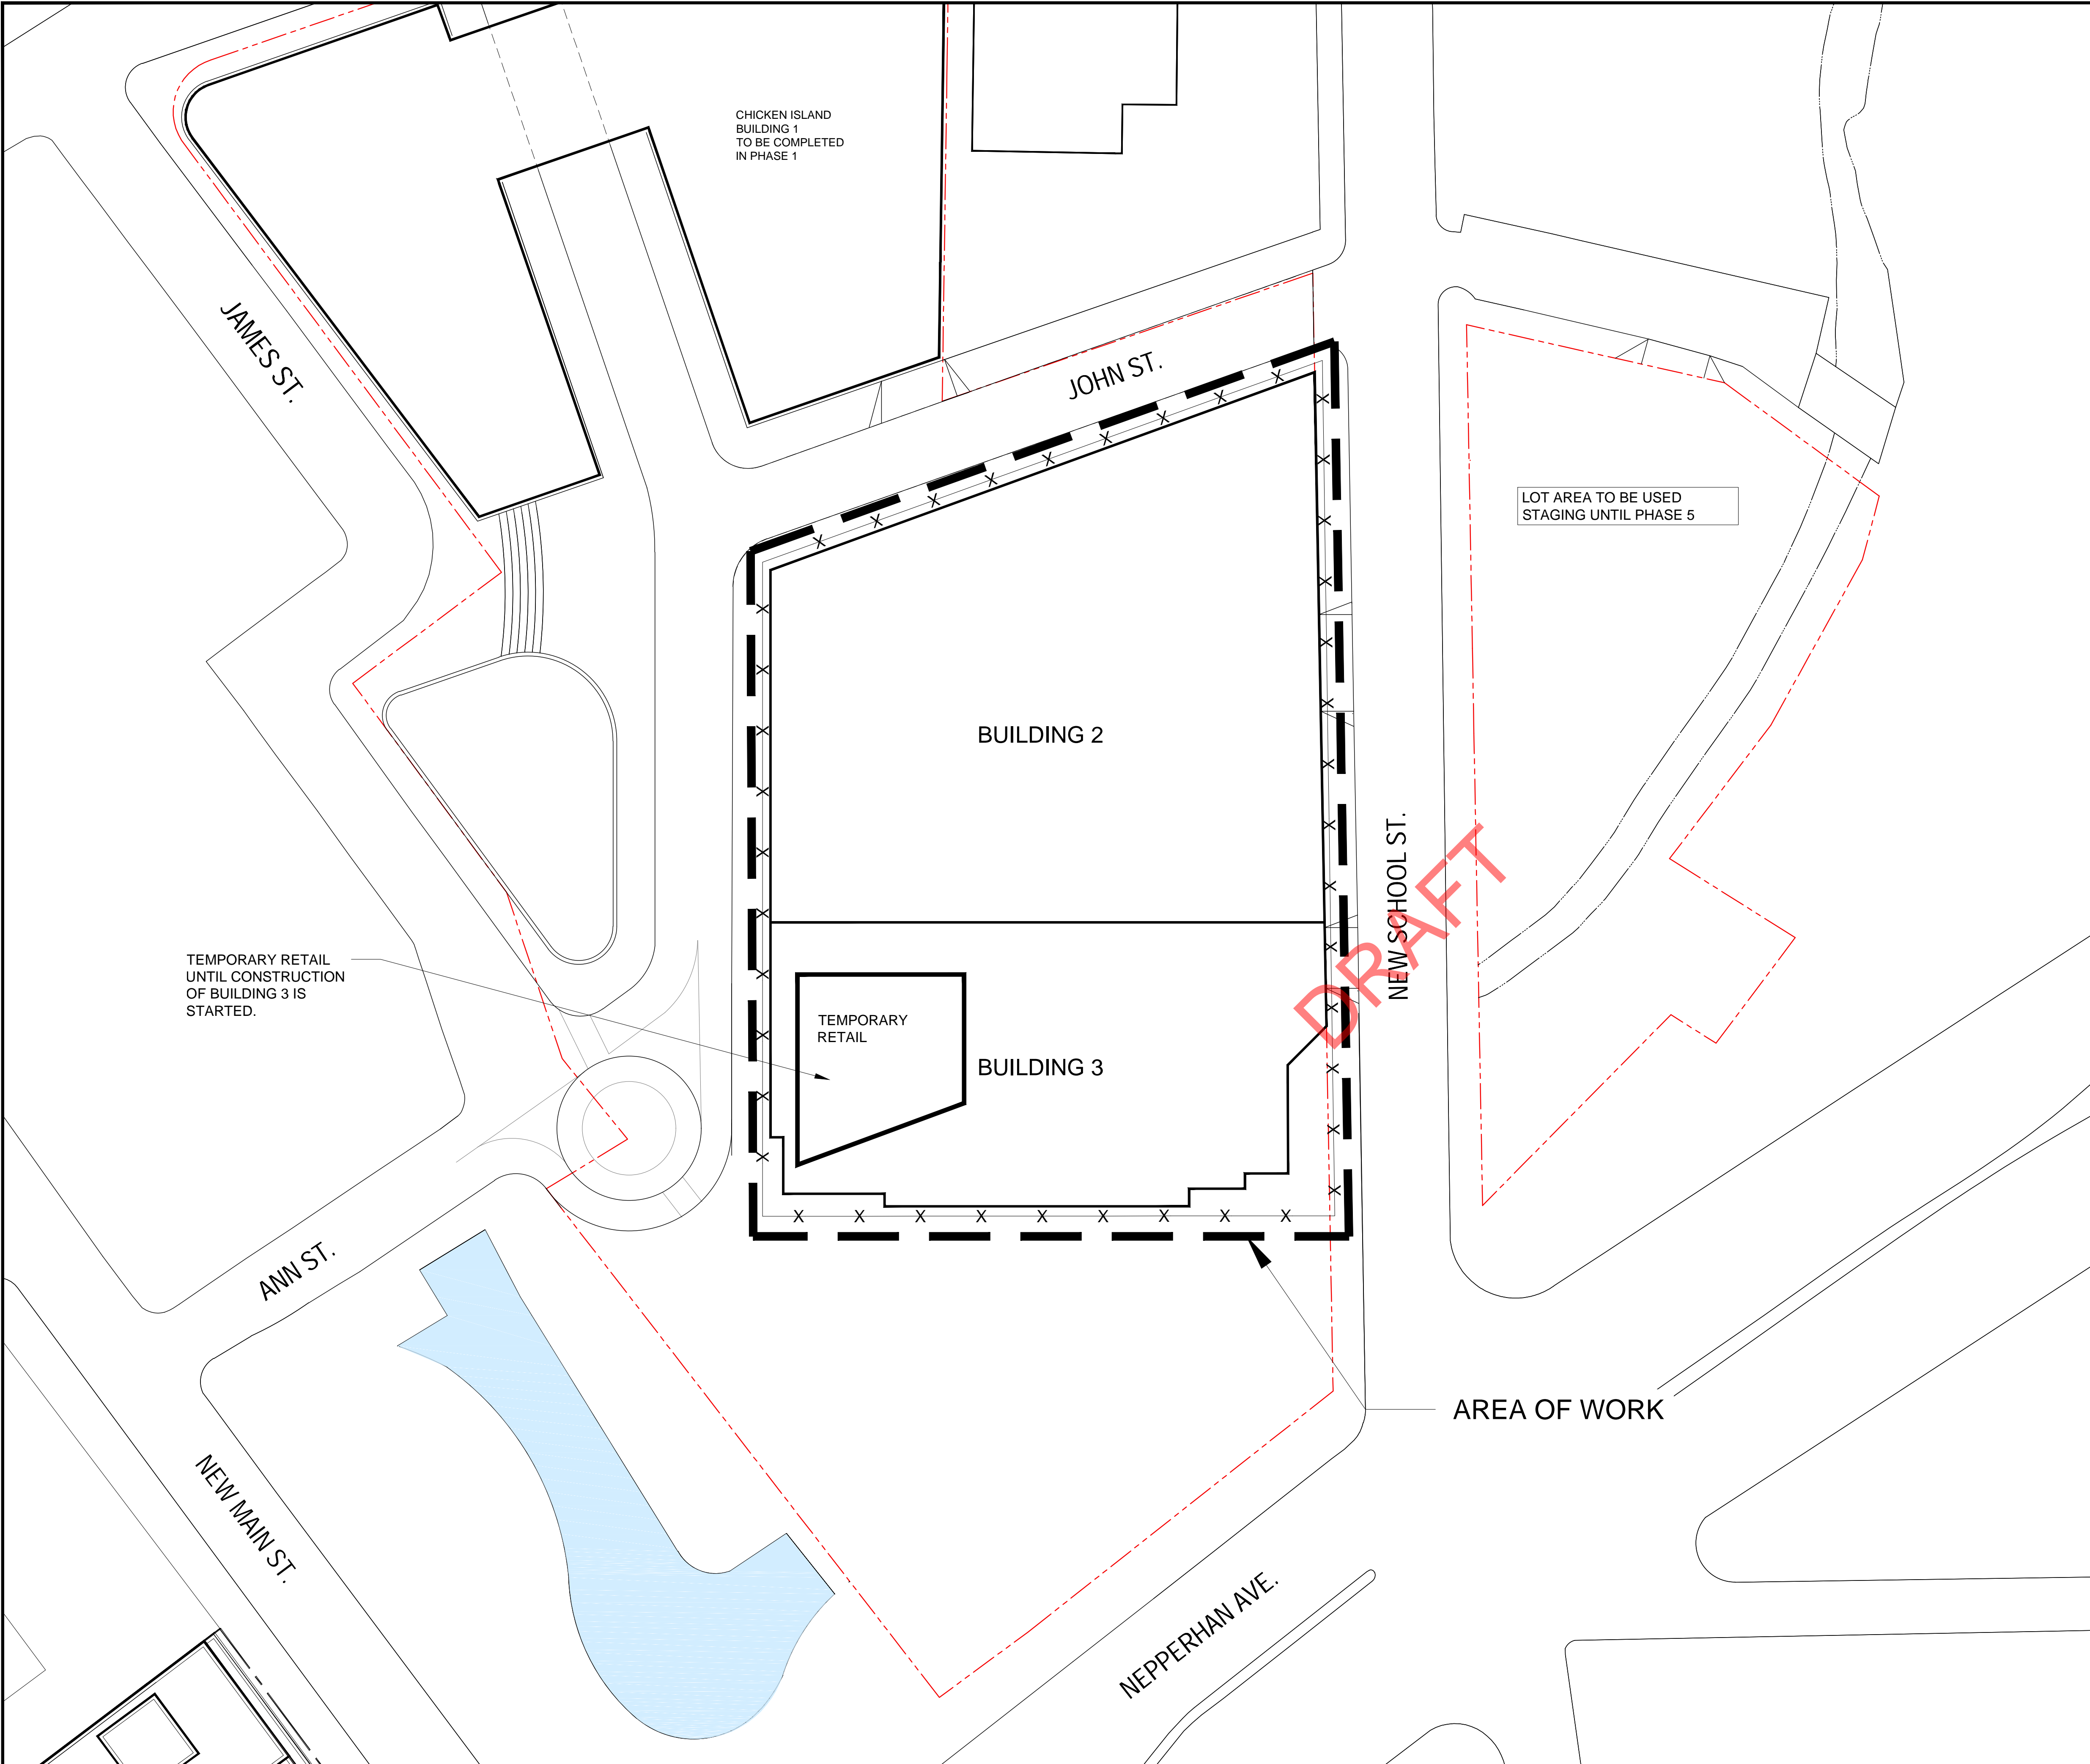 CHICKEN ISLAND
BUILDING 1
TO BE COMPLETED
IN PHASE 1
JAMES ST.
JOHN ST.
LOT AREA TO BE USED
STAGING UNTIL PHASE 5
BUILDING 2
NEW SCHOOL ST.
DRAFT
TEMPORARY RETAIL
UNTIL CONSTRUCTION
OF BUILDING 3 IS
STARTED.
TEMPORARY
RETAIL
BUILDING 3
ANN ST.
AREA OF WORK
NEW MAIN ST.
NEPPERHAN AVE.